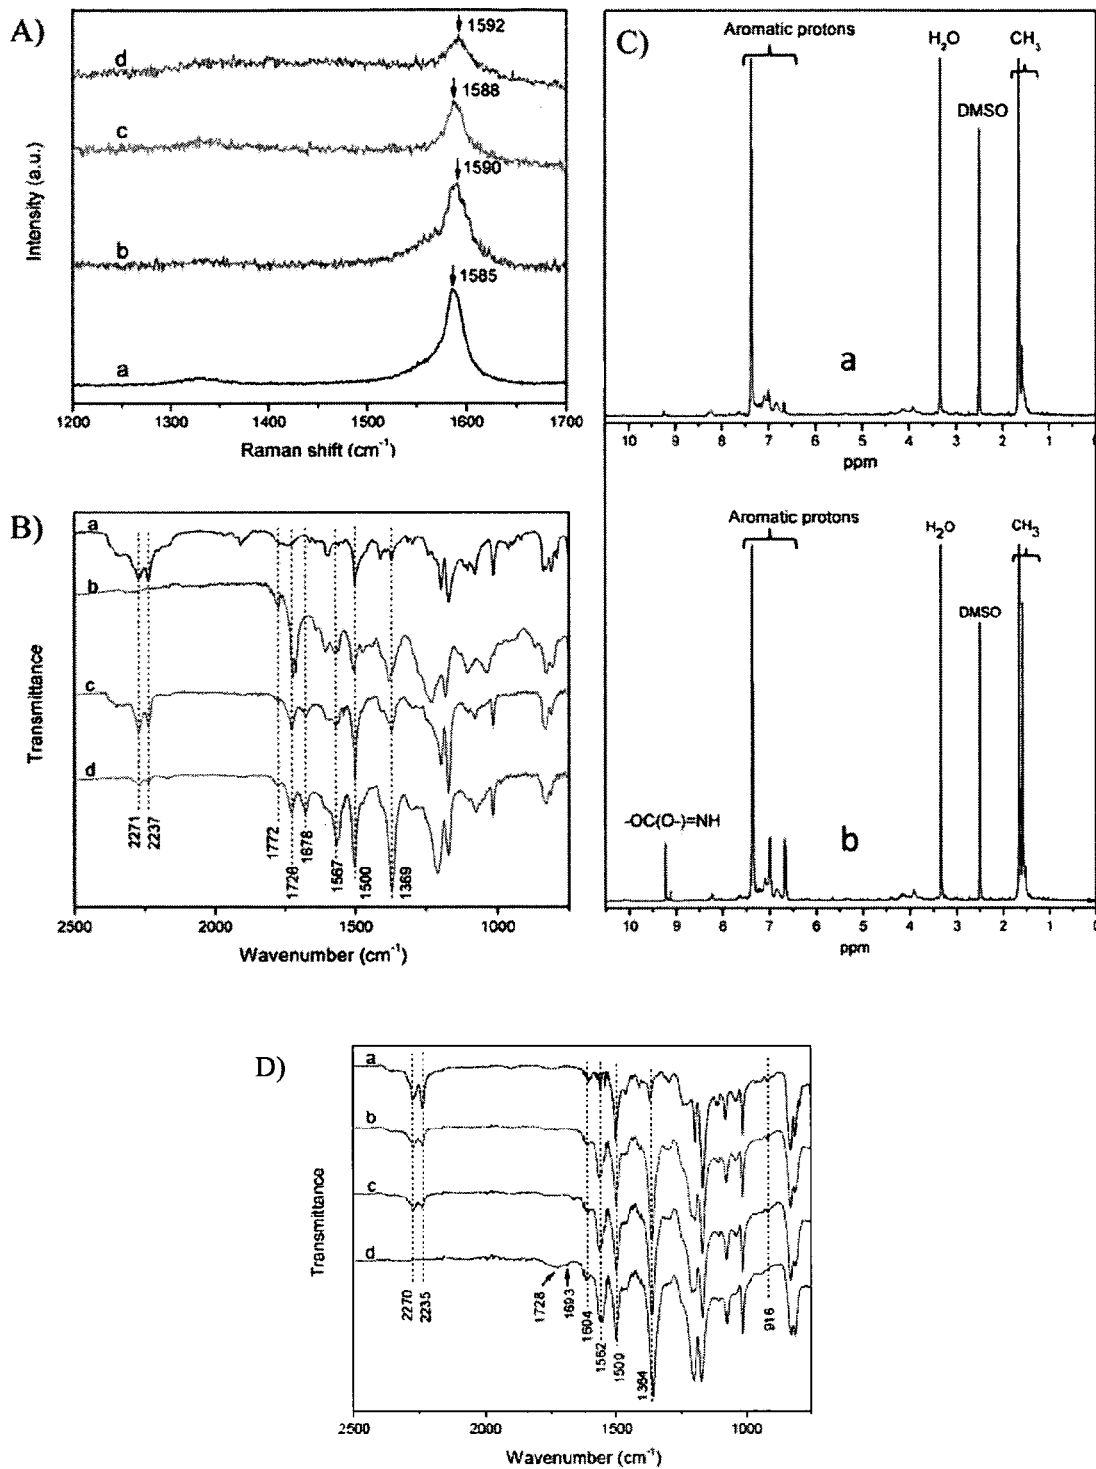 A)
1592
d
1588
c
1590
b
1585
a
Intensity (a.u.)
1200 1300 1400 1500 1600 1700
Raman shift (cm⁻¹)
B)
a
b
c
d
Transmittance
2271
2237
1772
1726
1678
1567
1500
1369
2500 2000 1500 1000
Wavenumber (cm⁻¹)
C)
Aromatic protons
H₂O
CH₃
DMSO
a
10 9 8 7 6 5 4 3 2 1 0
ppm
Aromatic protons
H₂O
CH₃
DMSO
-OC(O-)=NH
b
10 9 8 7 6 5 4 3 2 1 0
ppm
D)
a
b
c
d
Transmittance
2270
2235
1728
1693
1604
1562
1509
1364
916
2500 2000 1500 1000
Wavenumber (cm⁻¹)